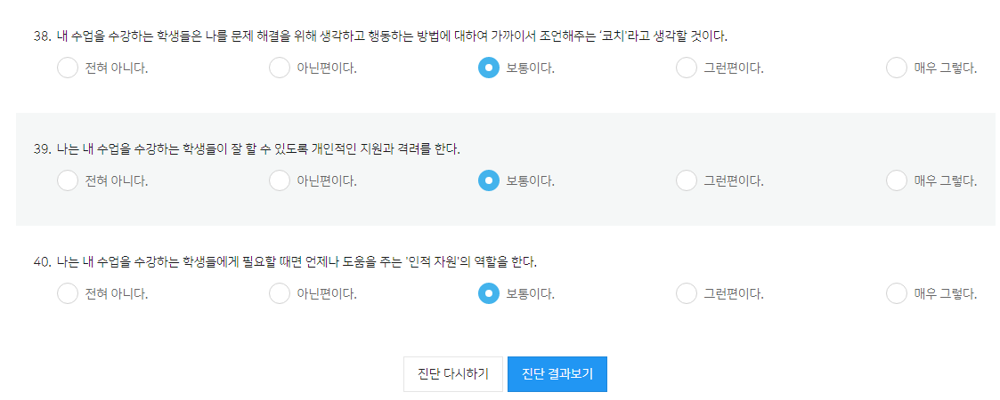 38. 내 수업을 수강하는 학생들은 나를 문제 해결을 위해 생각하고 행동하는 방법에 대하여 가까이서 조언해주는 '코치'라고 생각할 것이다.
전혀 아니다. 아닌편이다. 보통이다. 그런편이다. 매우 그렇다.
39. 나는 내 수업을 수강하는 학생들이 잘 할 수 있도록 개인적인 지원과 격려를 한다.
전혀 아니다. 아닌편이다. 보통이다. 그런편이다. 매우 그렇다.
40. 나는 내 수업을 수강하는 학생들에게 필요할 때면 언제나 도움을 주는 '인적 자원'의 역할을 한다.
전혀 아니다. 아닌편이다. 보통이다. 그런편이다. 매우 그렇다.
진단 다시하기 진단 결과보기